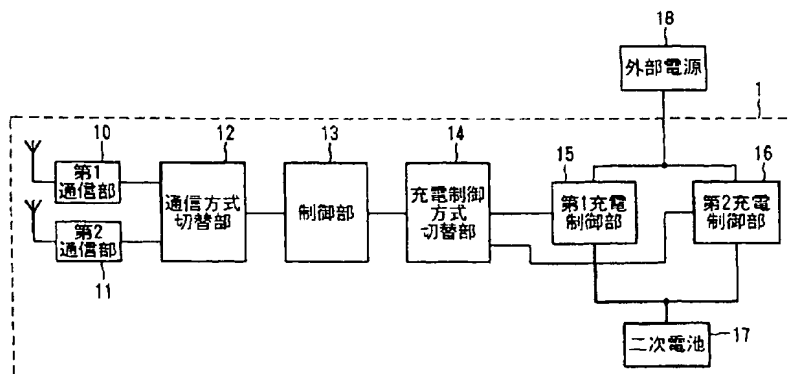 18
外部電源
1
10
12
13
14
15
16
第1
通信部
第2
通信部
11
通信方式
切替部
制御部
充電制御
方式
切替部
第1充電
制御部
第2充電
制御部
二次電池
17